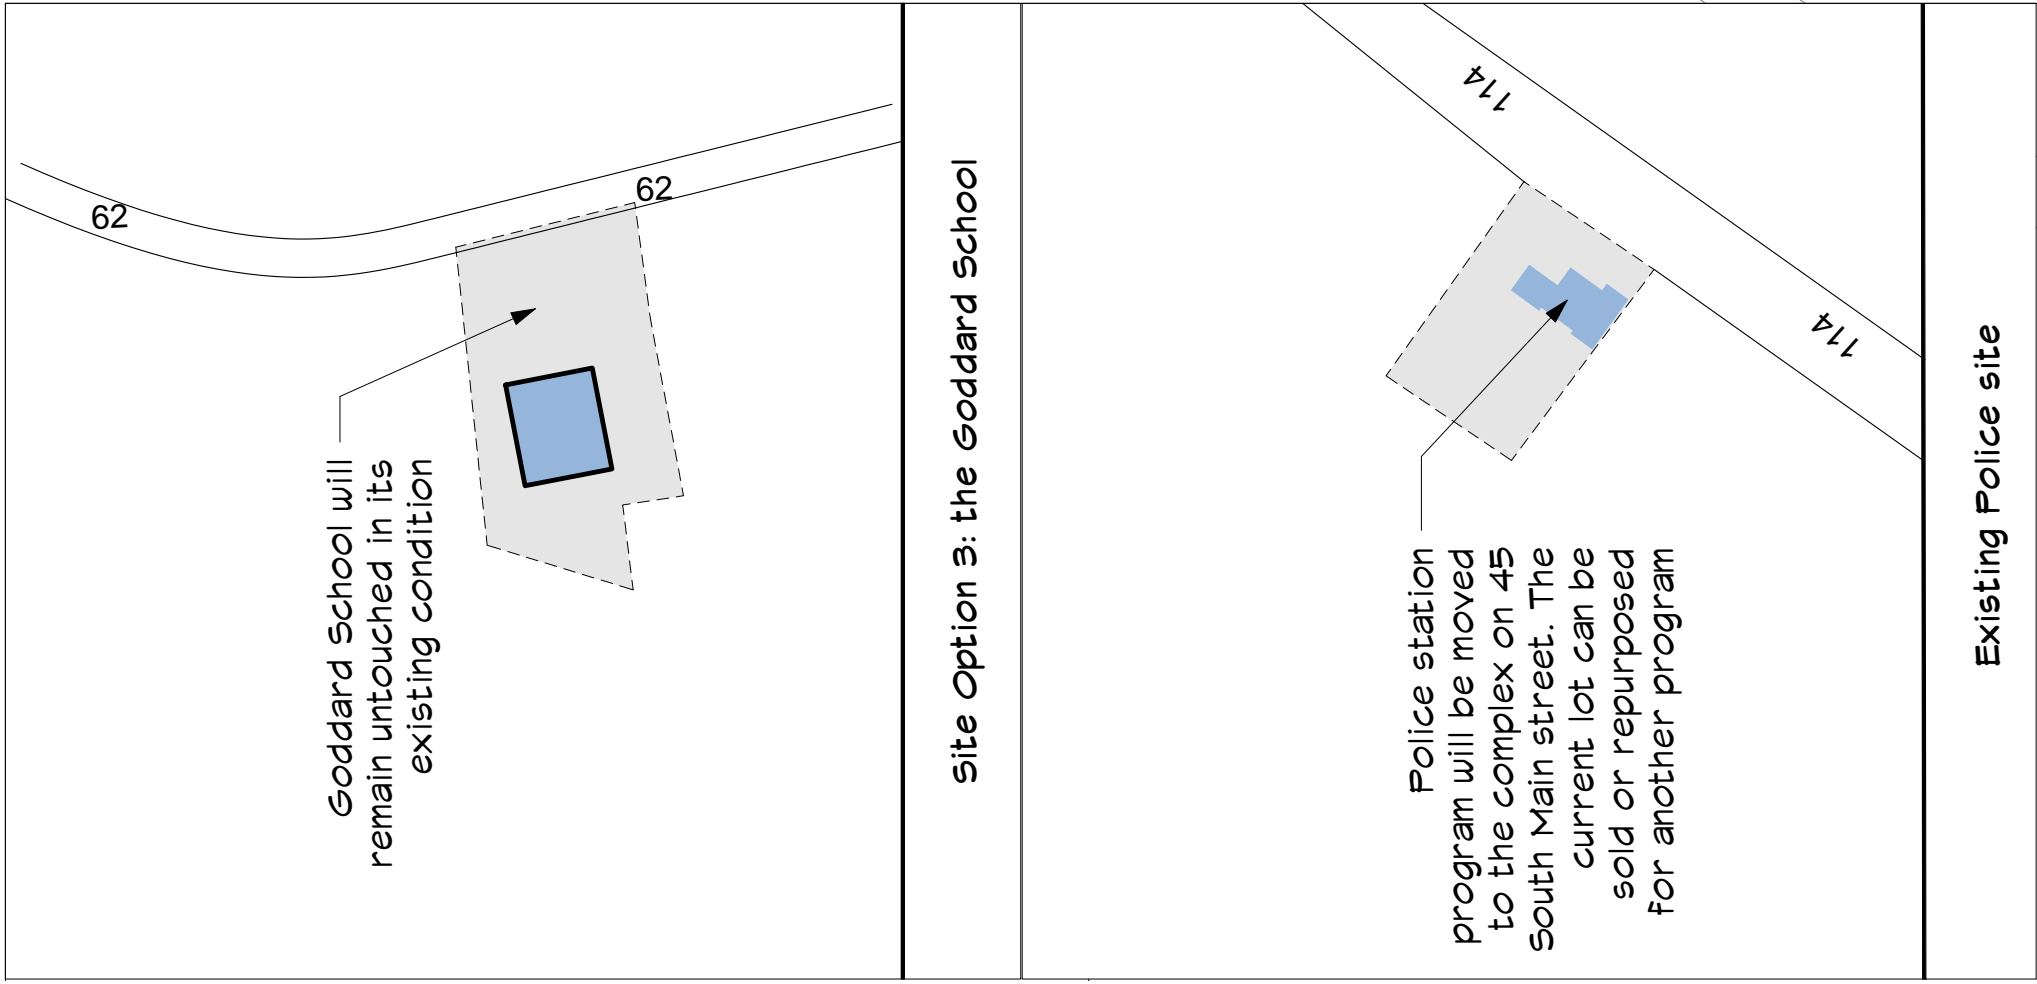 62
62
Goddard School will
remain untouched in its
existing condition
Site Option 3: the Goddard School
114
114
Police station
program will be moved
to the complex on 45
South Main street. The
current lot can be
sold or repurposed
for another program
Existing Police site